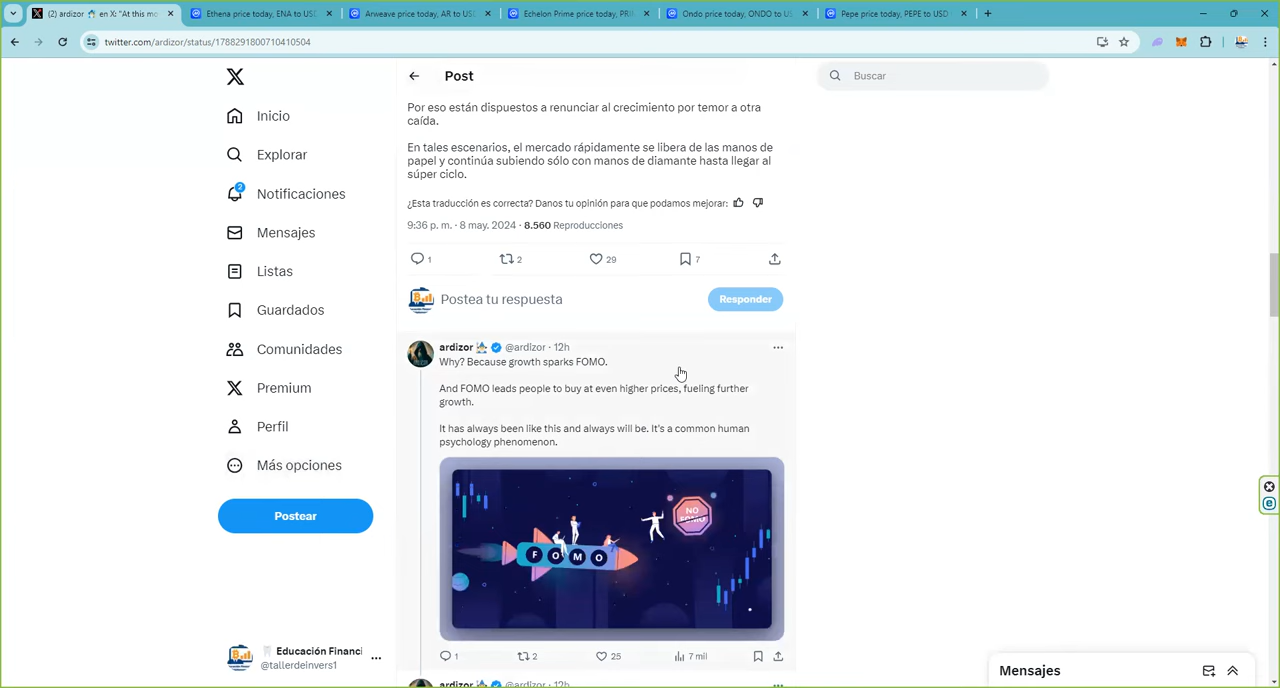 (2) ardizor en X: "At this mo
Ethena price today, ENA to USD
Arweave price today, AR to USD
Echelon Prime price today, PRI
Ondo price today, ONDO to US
Pepe price today, PEPE to USD
twitter.com/ardizor/status/1788291800710410504
Post
Buscar
Inicio
Explorar
2
Notificaciones
Mensajes
Listas
Guardados
Comunidades
Premium
Perfil
Más opciones
Postear
Educación Financi
@tallerdeinvers1
Por eso están dispuestos a renunciar al crecimiento por temor a otra
caída.
En tales escenarios, el mercado rápidamente se libera de las manos de
papel y continúa subiendo sólo con manos de diamante hasta llegar al
súper ciclo.
¿Esta traducción es correcta? Danos tu opinión para que podamos mejorar:
9:36 p. m. · 8 may. 2024 · 8.560 Reproducciones
1 2 29 7
Postea tu respuesta
Responder
ardizor @ardizor · 12h
Why? Because growth sparks FOMO.
And FOMO leads people to buy at even higher prices, fueling further
growth.
It has always been like this and always will be. It's a common human
psychology phenomenon.
NO
FOMO
F O M O
1 2 25 7 mil
ardizor @ardizor · 12h
Mensajes